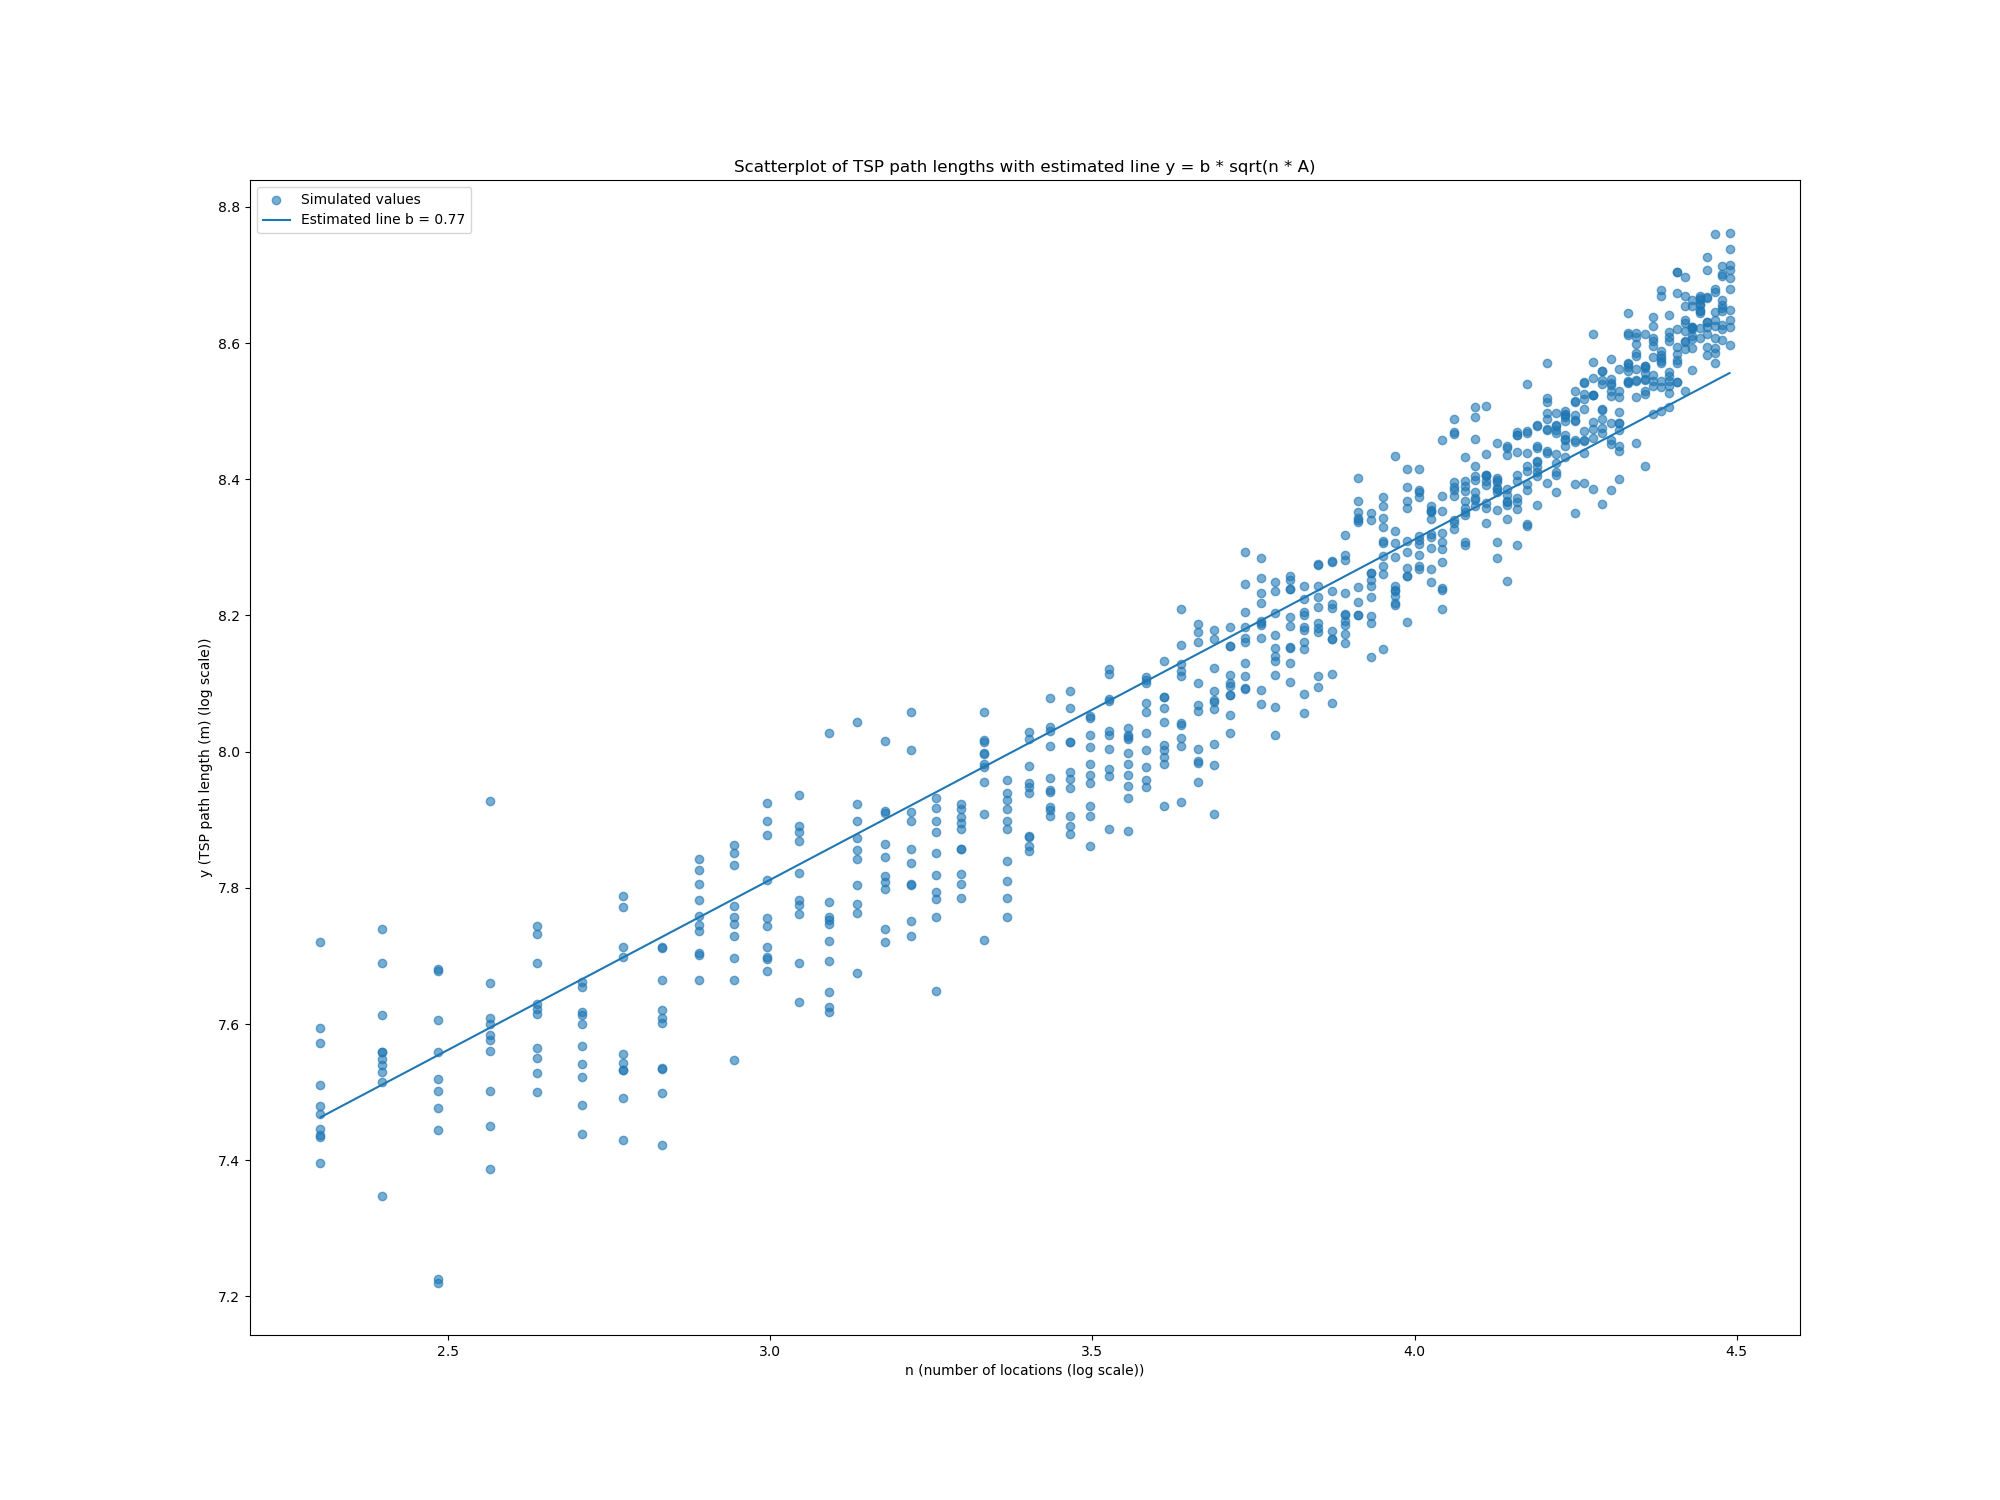 Scatterplot of TSP path lengths with estimated line y = b * sqrt(n * A)
Simulated values
Estimated line b = 0.77
8.8
8.6
8.4
8.2
8.0
7.8
7.6
7.4
7.2
y (TSP path length (m) (log scale))
2.5
3.0
3.5
4.0
4.5
n (number of locations (log scale))